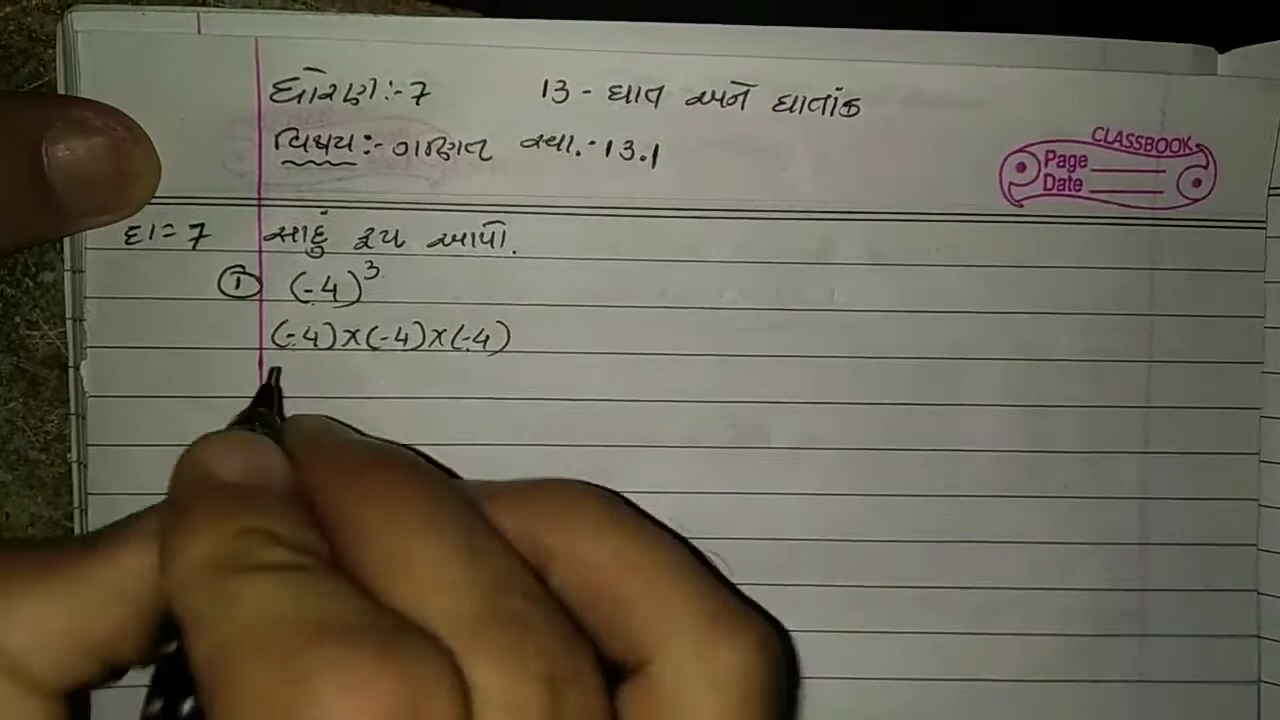 ધોરણ:-7 13 - ઘાત અને ઘાતાંક
વિષય:- ગણિત સ્વા.-13.1
CLASSBOOK
Page
Date
દા=7 સાદું રૂપ આપો.
① (-4)³
(-4)x(-4)x(-4)